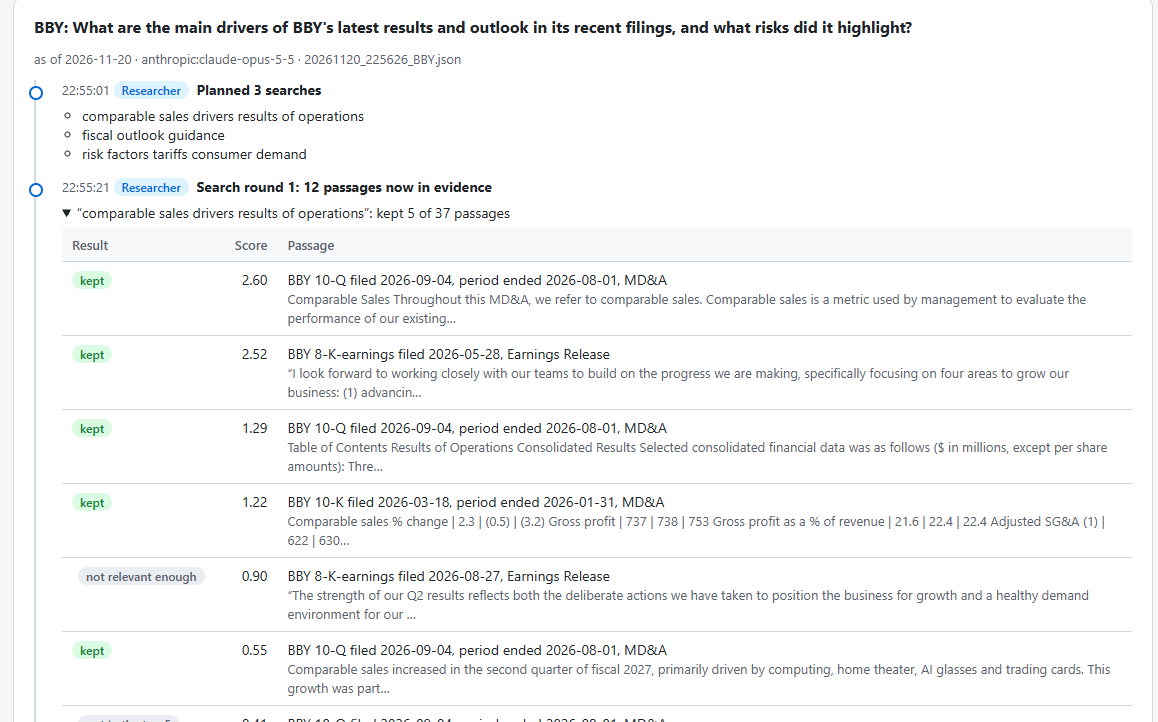 BBY: What are the main drivers of BBY's latest results and outlook in its recent filings, and what risks did it highlight?
as of 2026-11-20 · anthropic:claude-opus-5-5 · 20261120_225626_BBY.json
22:55:01 Researcher Planned 3 searches
comparable sales drivers results of operations
fiscal outlook guidance
risk factors tariffs consumer demand
22:55:21 Researcher Search round 1: 12 passages now in evidence
▼ “comparable sales drivers results of operations”: kept 5 of 37 passages
Result Score Passage
kept 2.60 BBY 10-Q filed 2026-09-04, period ended 2026-08-01, MD&A
Comparable Sales Throughout this MD&A, we refer to comparable sales. Comparable sales is a metric used by management to evaluate the
performance of our existing...
kept 2.52 BBY 8-K-earnings filed 2026-05-28, Earnings Release
“I look forward to working closely with our teams to build on the progress we are making, specifically focusing on four areas to grow our
business: (1) advancin...
kept 1.29 BBY 10-Q filed 2026-09-04, period ended 2026-08-01, MD&A
Table of Contents Results of Operations Consolidated Results Selected consolidated financial data was as follows ($ in millions, except per share
amounts): Thre...
kept 1.22 BBY 10-K filed 2026-03-18, period ended 2026-01-31, MD&A
Comparable sales % change | 2.3 | (0.5) | (3.2) Gross profit | 737 | 738 | 753 Gross profit as a % of revenue | 21.6 | 22.4 | 22.4 Adjusted SG&A (1) |
622 | 630...
not relevant enough 0.90 BBY 8-K-earnings filed 2026-08-27, Earnings Release
“The strength of our Q2 results reflects both the deliberate actions we have taken to position the business for growth and a healthy demand
environment for our ...
kept 0.55 BBY 10-Q filed 2026-09-04, period ended 2026-08-01, MD&A
Comparable sales increased in the second quarter of fiscal 2027, primarily driven by computing, home theater, AI glasses and trading cards. This
growth was part...